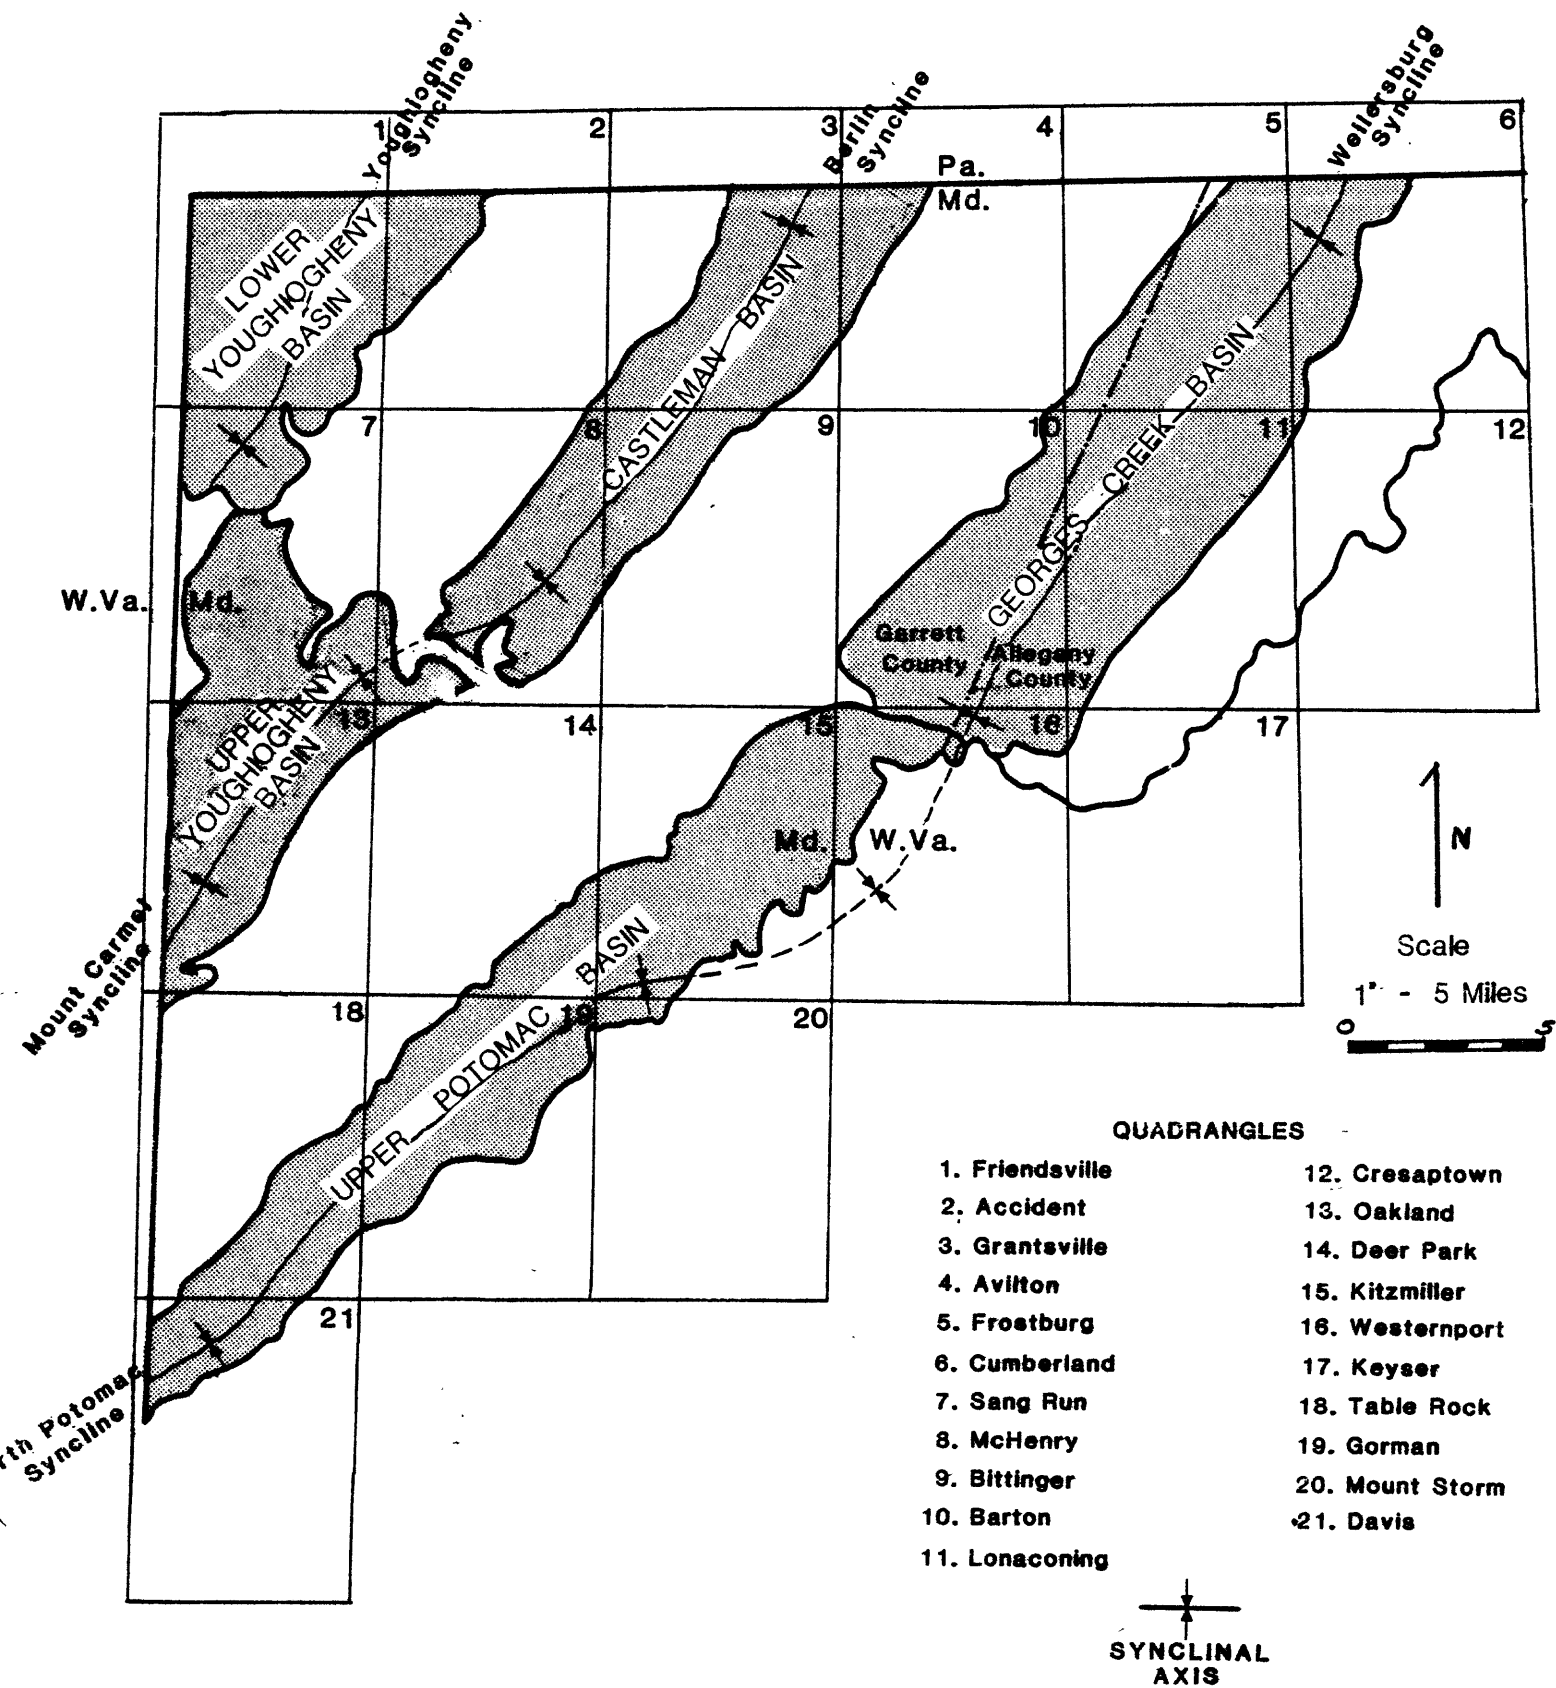 Youghiogheny
Syncline
Berlin
Syncline
Wellersburg
Syncline
1
2
3
4
5
6
Pa.
Md.
LOWER
YOUGHIOGHENY
BASIN
CASTLEMAN BASIN
GEORGES CREEK BASIN
7
8
9
10
11
12
W.Va.
Md.
Garrett
County
Allegany
County
UPPER
YOUGHIOGHENY
BASIN
13
14
15
16
17
Md.
W.Va.
N
Mount Carmel
Syncline
Scale
1" - 5 Miles
0 5
UPPER POTOMAC BASIN
18
19
20
21
rth Potomac
Syncline
QUADRANGLES
1. Friendsville
2. Accident
3. Grantsville
4. Avilton
5. Frostburg
6. Cumberland
7. Sang Run
8. McHenry
9. Bittinger
10. Barton
11. Lonaconing
12. Cresaptown
13. Oakland
14. Deer Park
15. Kitzmiller
16. Westernport
17. Keyser
18. Table Rock
19. Gorman
20. Mount Storm
21. Davis
SYNCLINAL
AXIS